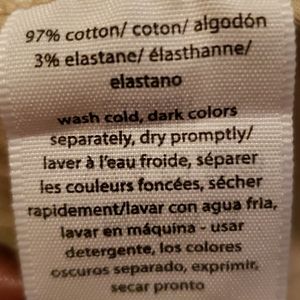 97% cotton/ coton/ algodón
3% elastane/ élasthanne/
elastano
wash cold, dark colors
separately, dry promptly/
laver à l'eau froide, séparer
les couleurs foncées, sécher
rapidement/lavar con agua fria,
lavar en máquina - usar
detergente, los colores
oscuros separado, exprimir,
secar pronto